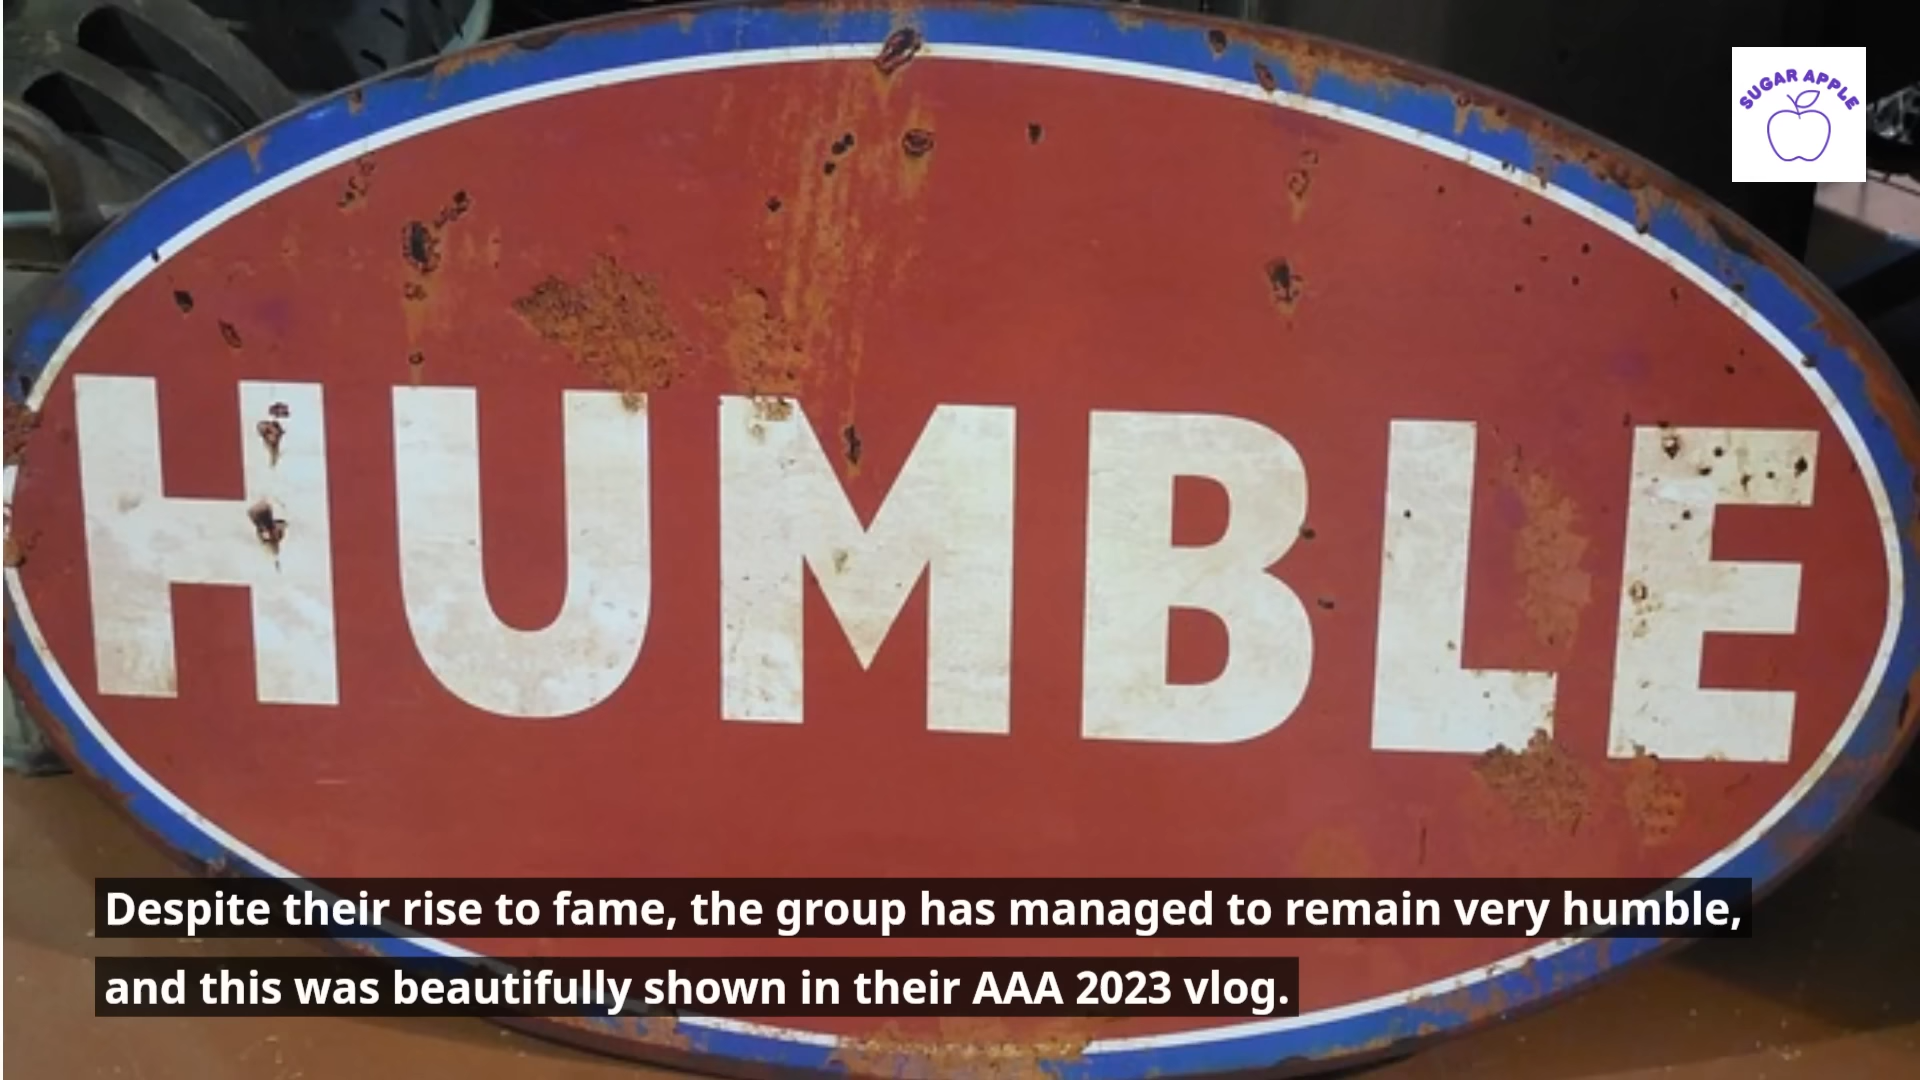 SUGAR APPLE
HUMBLE
Despite their rise to fame, the group has managed to remain very humble,
and this was beautifully shown in their AAA 2023 vlog.